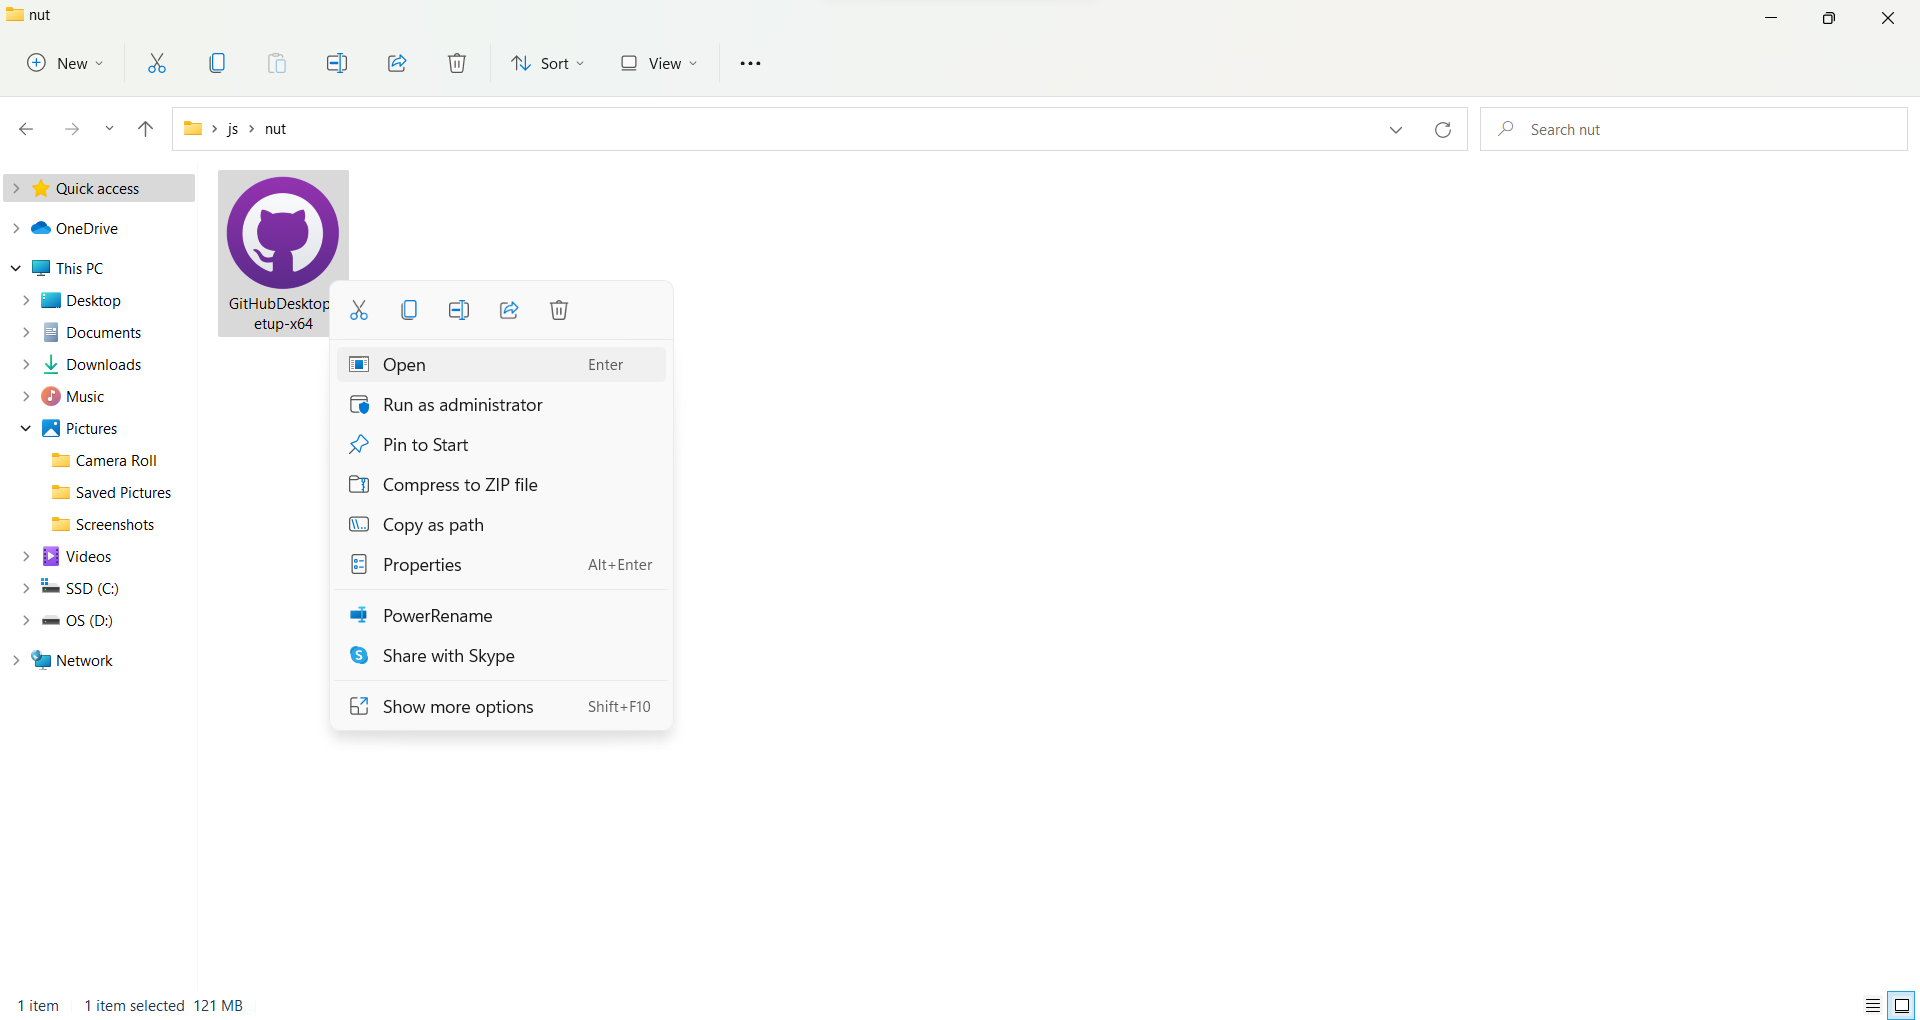 nut
New
Sort
View
js
nut
Search nut
Quick access
OneDrive
This PC
Desktop
Documents
Downloads
Music
Pictures
Camera Roll
Saved Pictures
Screenshots
Videos
SSD (C:)
OS (D:)
Network
GitHubDesktop
etup-x64
Open Enter
Run as administrator
Pin to Start
Compress to ZIP file
Copy as path
Properties Alt+Enter
PowerRename
Share with Skype
Show more options Shift+F10
1 item 1 item selected 121 MB